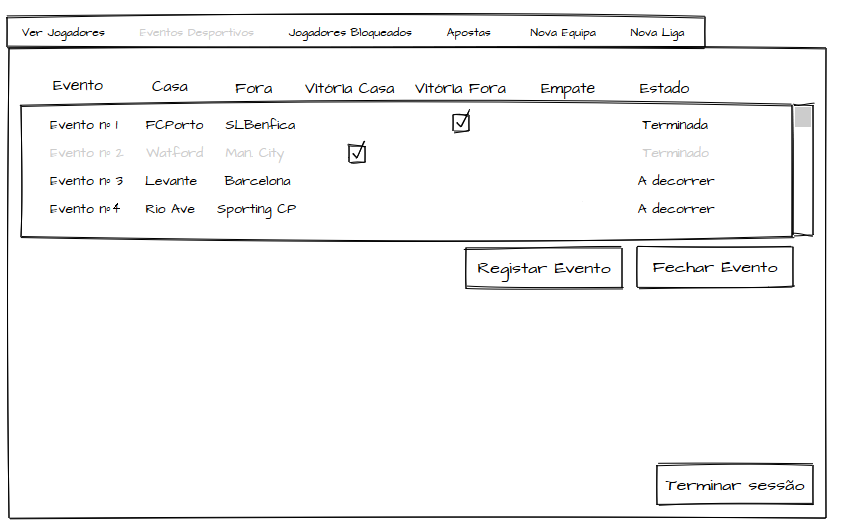 Ver Jogadores Eventos Desportivos Jogadores Bloqueados Apostas Nova Equipa Nova Liga
Evento Casa Fora Vitória Casa Vitória Fora Empate Estado
Evento nº 1 FCPorto SLBenfica Terminada
Evento nº 2 Watford Man. City Terminado
Evento nº 3 Levante Barcelona A decorrer
Evento nº 4 Rio Ave Sporting CP A decorrer
Registar Evento Fechar Evento
Terminar sessão